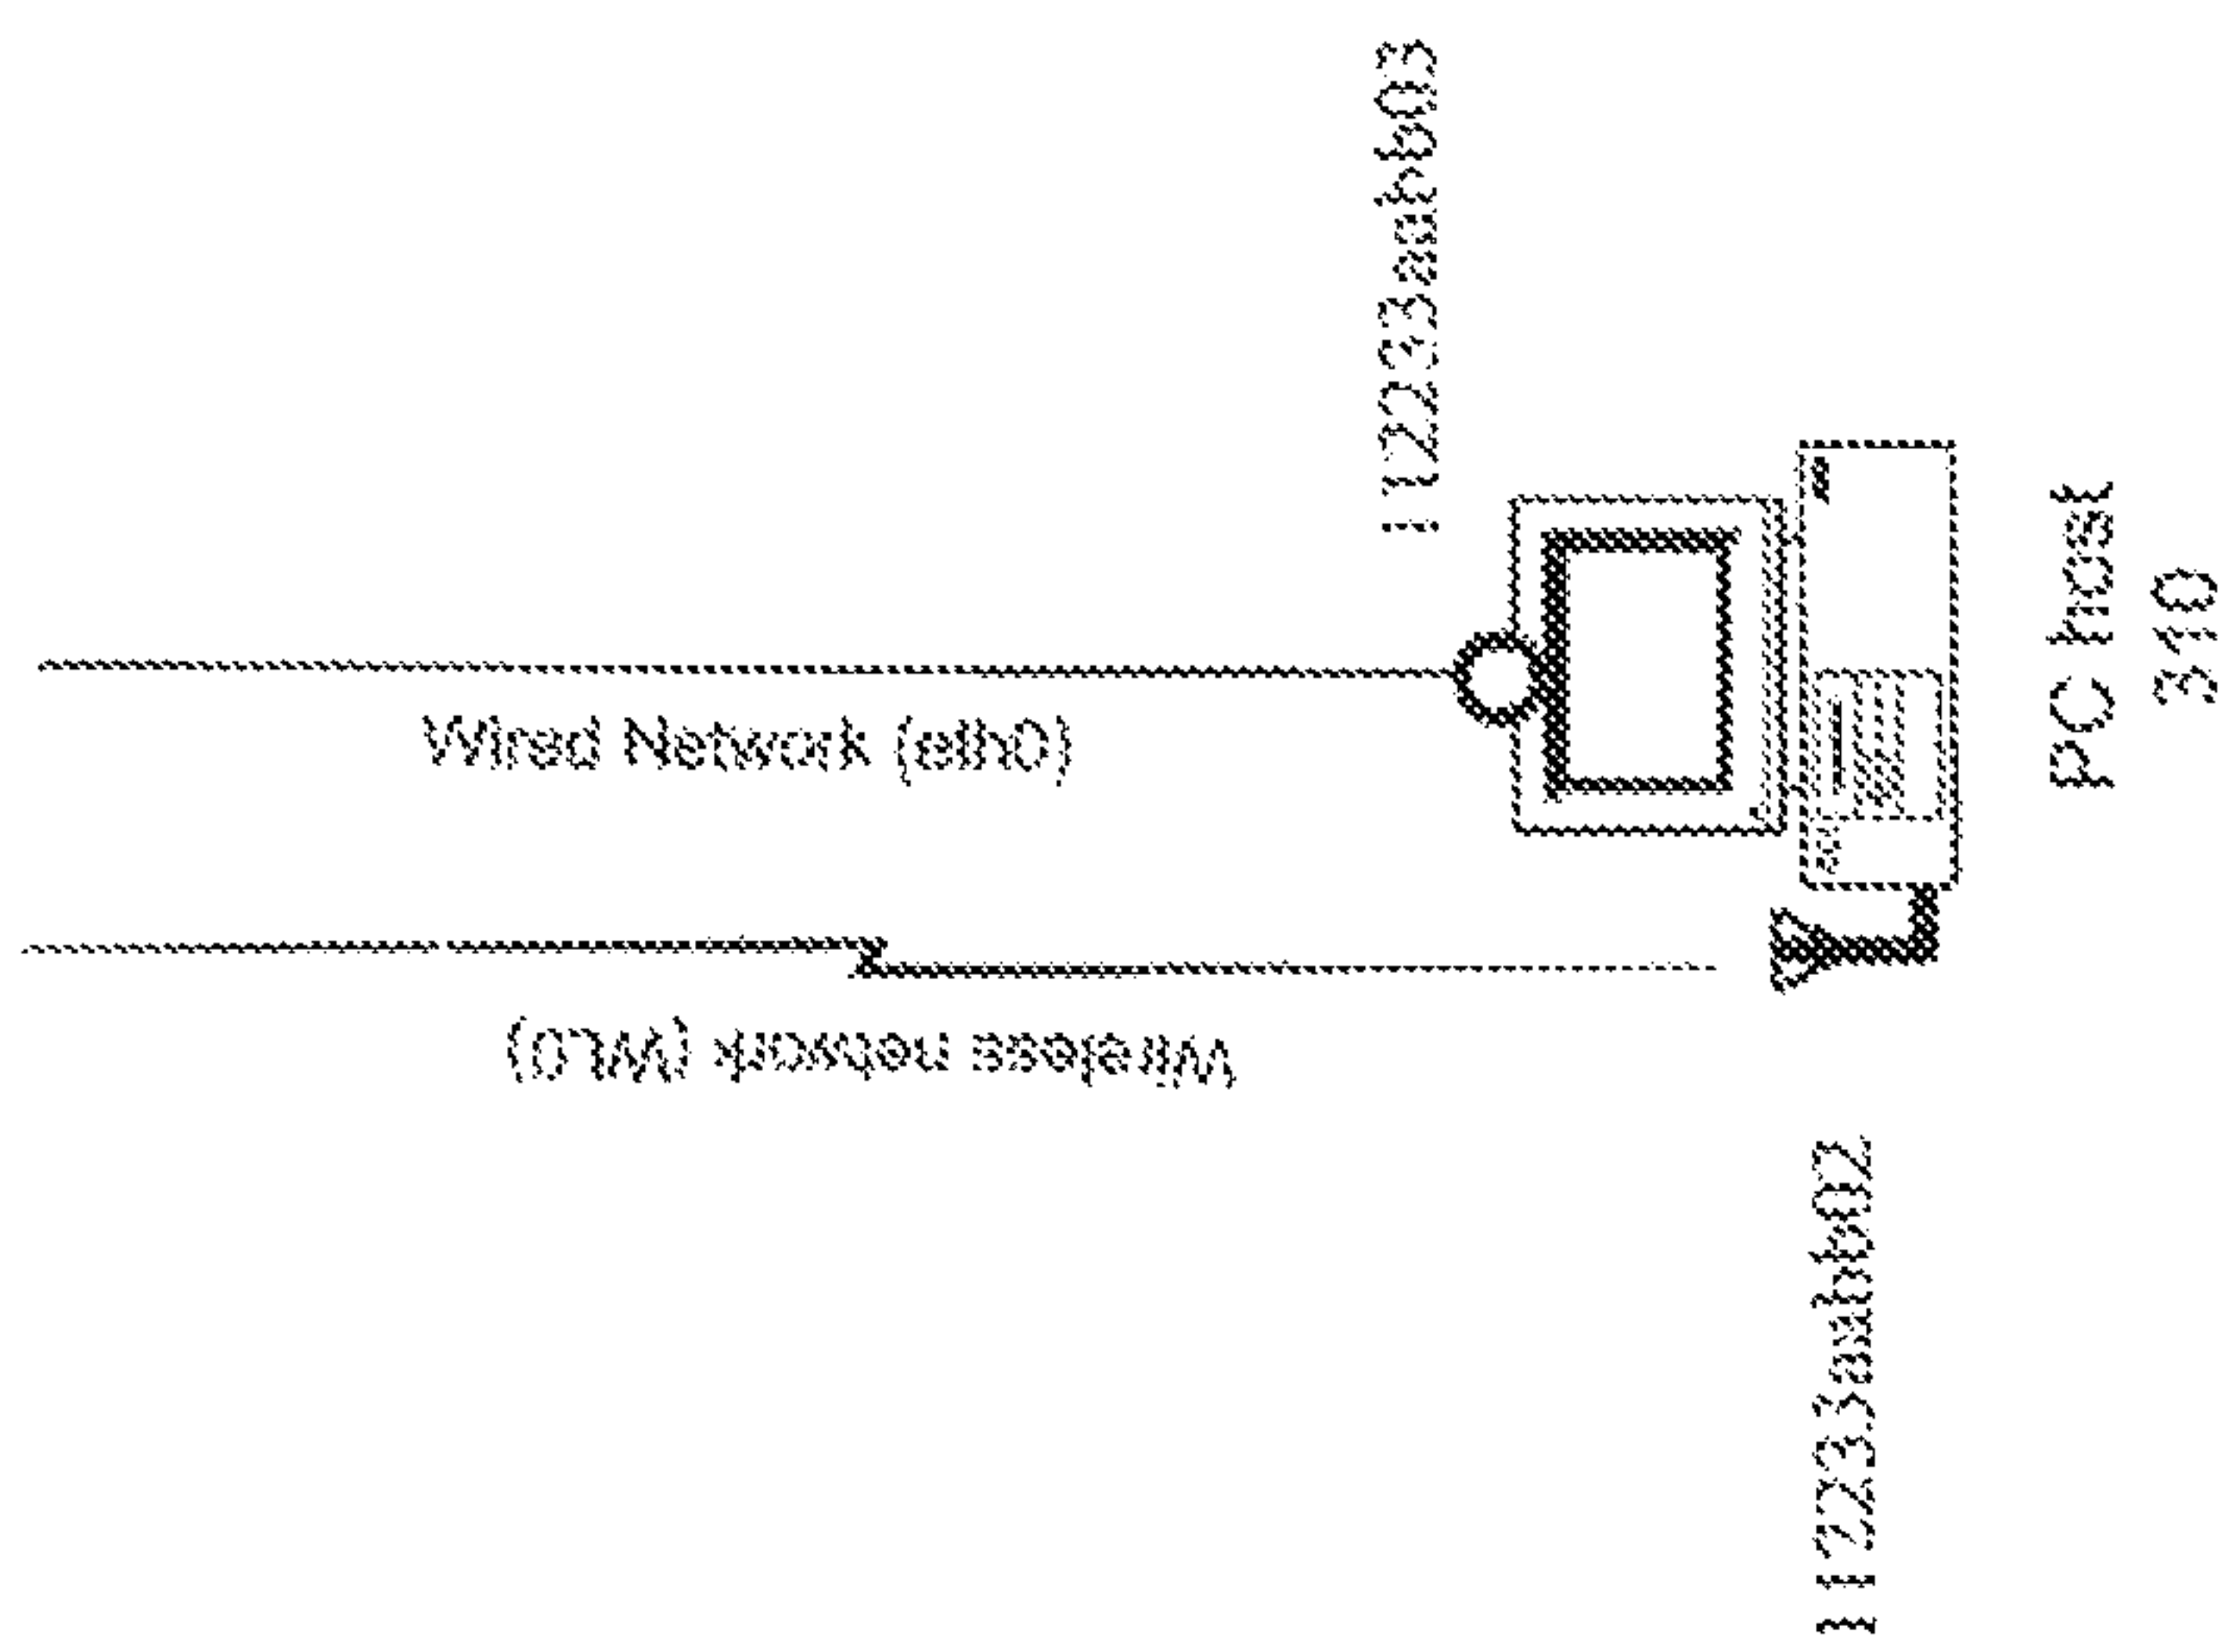 Wired Network (eth0)
112233aabb03
Wireless network (WL0)
112233aabb02
PC host
310